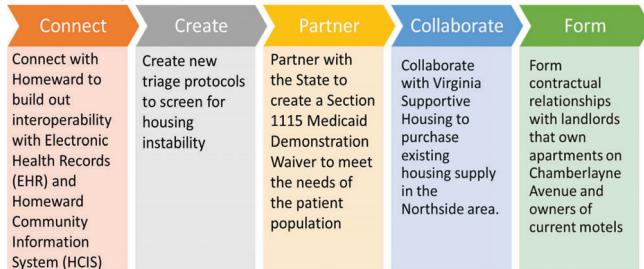 Connect
Connect with
Homeward to
build out
interoperability
with Electronic
Health Records
(EHR) and
Homeward
Community
Information
System (HCIS)
Create
Create new
triage protocols
to screen for
housing
instability
Partner
Partner with
the State to
create a Section
1115 Medicaid
Demonstration
Waiver to meet
the needs of
the patient
population
Collaborate
Collaborate
with Virginia
Supportive
Housing to
purchase
existing
housing supply
in the
Northside area.
Form
Form
contractual
relationships
with landlords
that own
apartments on
Chamberlayne
Avenue and
owners of
current motels